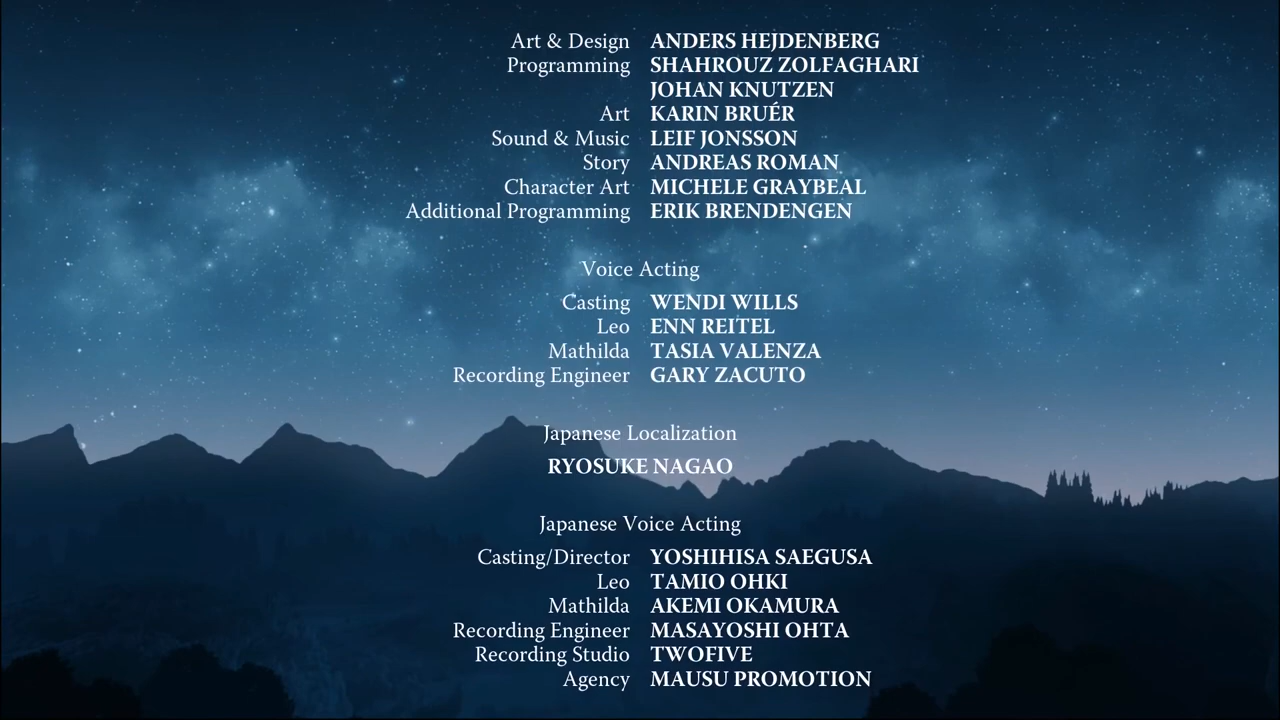 Art & Design ANDERS HEJDENBERG
Programming SHAHROUZ ZOLFAGHARI
JOHAN KNUTZEN
Art KARIN BRUÉR
Sound & Music LEIF JONSSON
Story ANDREAS ROMAN
Character Art MICHELE GRAYBEAL
Additional Programming ERIK BRENDENGEN
Voice Acting
Casting WENDI WILLS
Leo ENN REITEL
Mathilda TASIA VALENZA
Recording Engineer GARY ZACUTO
Japanese Localization
RYOSUKE NAGAO
Japanese Voice Acting
Casting/Director YOSHIHISA SAEGUSA
Leo TAMIO OHKI
Mathilda AKEMI OKAMURA
Recording Engineer MASAYOSHI OHTA
Recording Studio TWOFIVE
Agency MAUSU PROMOTION